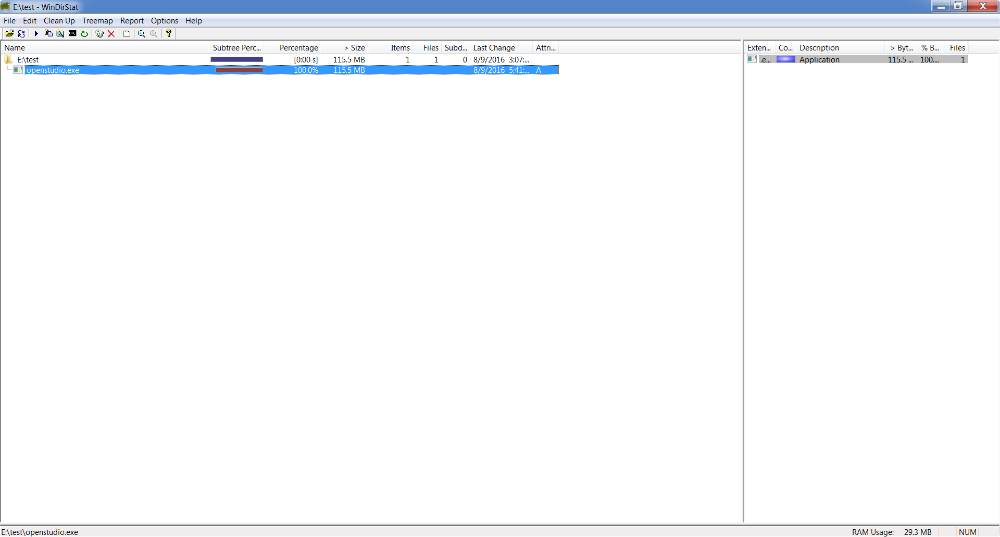 E:\test - WinDirStat
File Edit Clean Up Treemap Report Options Help
Name Subtree Perc... Percentage > Size Items Files Subd... Last Change Attri... Exten... Co... Description > Byt... % B... Files
E:\test [0:00 s] 115.5 MB 1 1 0 8/9/2016 3:07:... .e... Application 115.5 ... 100.... 1
openstudio.exe 100.0% 115.5 MB 8/9/2016 5:41:... A
E:\test\openstudio.exe RAM Usage: 29.3 MB NUM